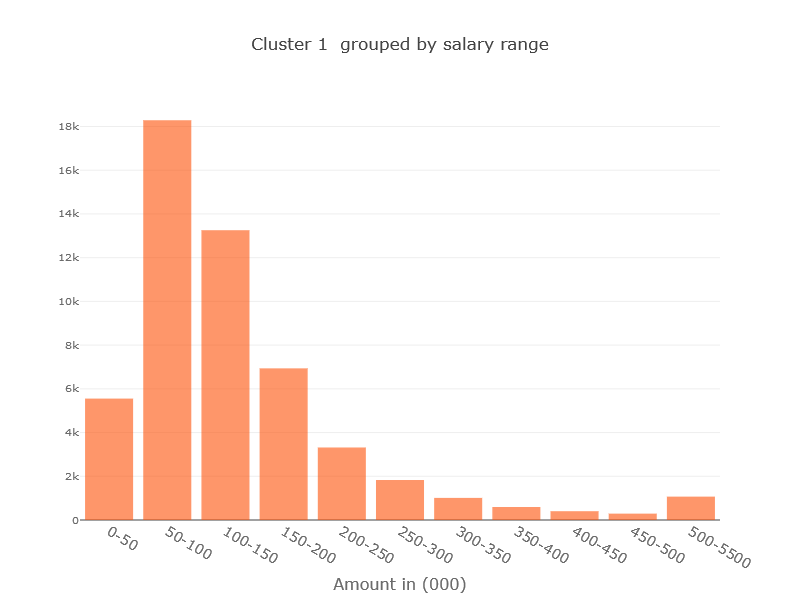 Cluster 1  grouped by salary range
18k
16k
14k
12k
10k
8k
6k
4k
2k
0
0-50
50-100
100-150
150-200
200-250
250-300
300-350
350-400
400-450
450-500
500-5500
Amount in (000)